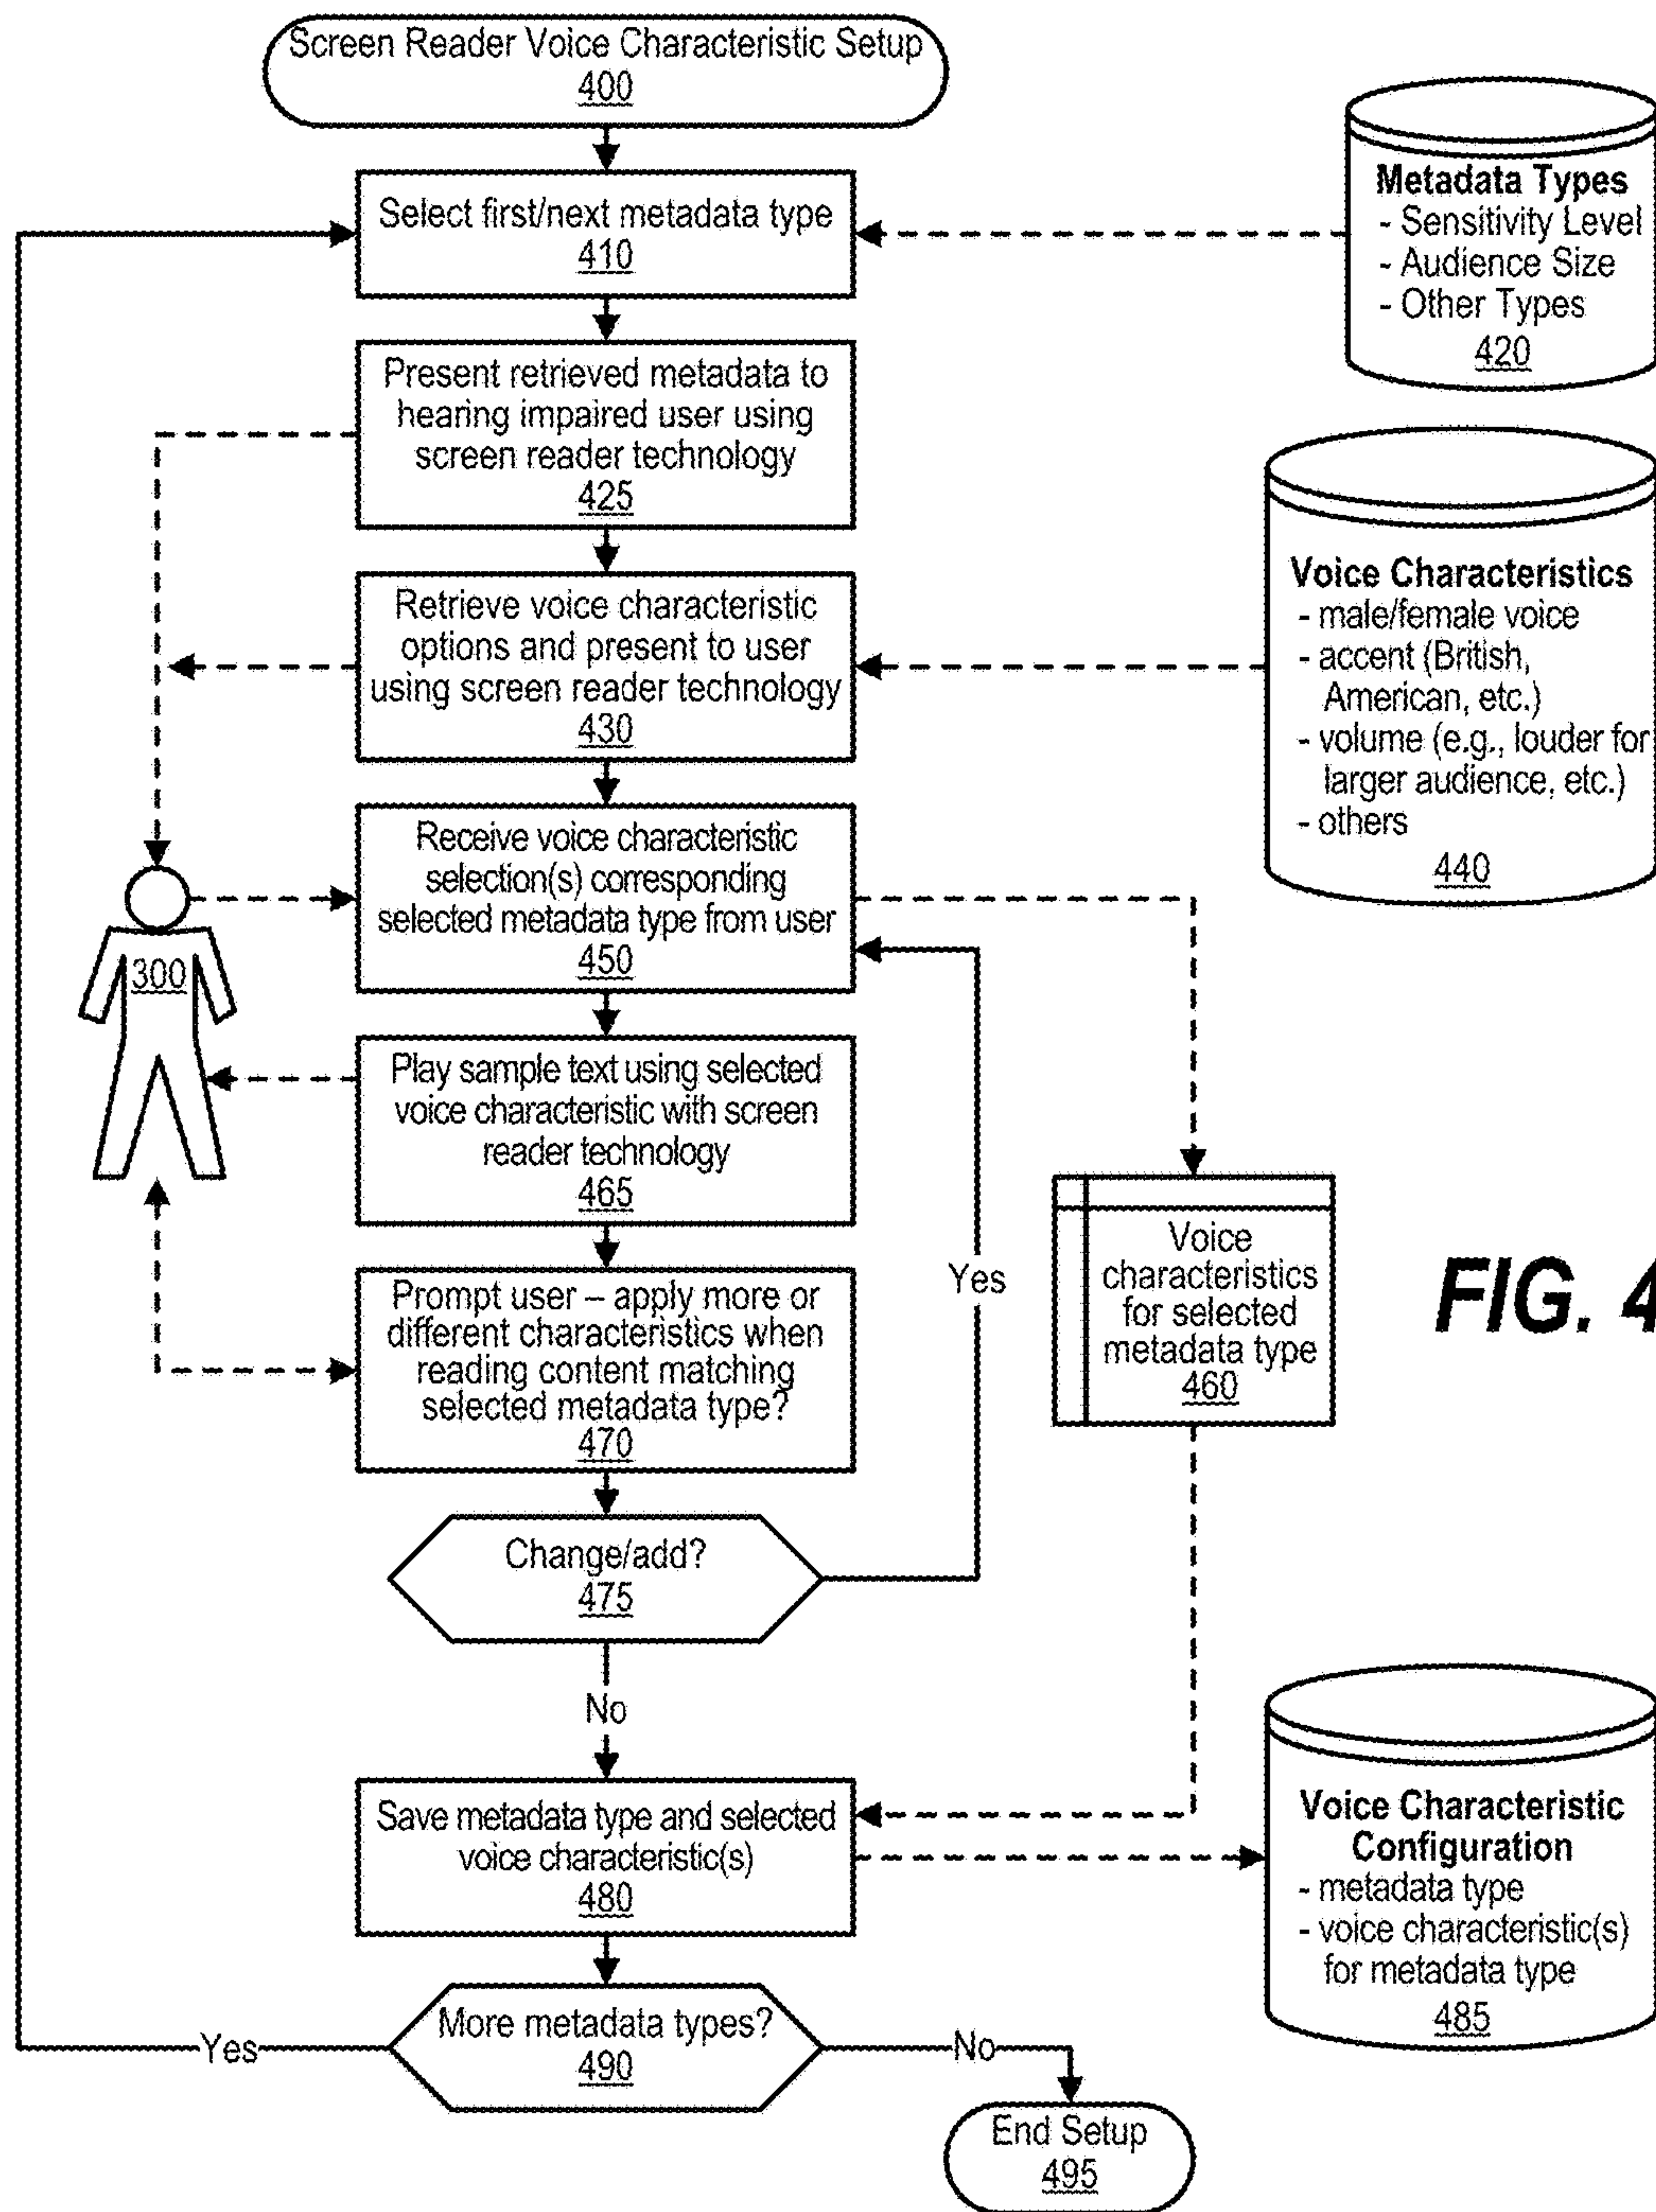 Screen Reader Voice Characteristic Setup
400
Select first/next metadata type
410
Metadata Types
- Sensitivity Level
- Audience Size
- Other Types
420
Present retrieved metadata to
hearing impaired user using
screen reader technology
425
Retrieve voice characteristic
options and present to user
using screen reader technology
430
Voice Characteristics
- male/female voice
- accent (British,
American, etc.)
- volume (e.g., louder for
larger audience, etc.)
- others
440
Receive voice characteristic
selection(s) corresponding
selected metadata type from user
450
300
Play sample text using selected
voice characteristic with screen
reader technology
465
Voice
characteristics
for selected
metadata type
460
Yes
FIG. 4
Prompt user – apply more or
different characteristics when
reading content matching
selected metadata type?
470
Change/add?
475
No
Save metadata type and selected
voice characteristic(s)
480
Voice Characteristic
Configuration
- metadata type
- voice characteristic(s)
for metadata type
485
More metadata types?
490
Yes
No
End Setup
495